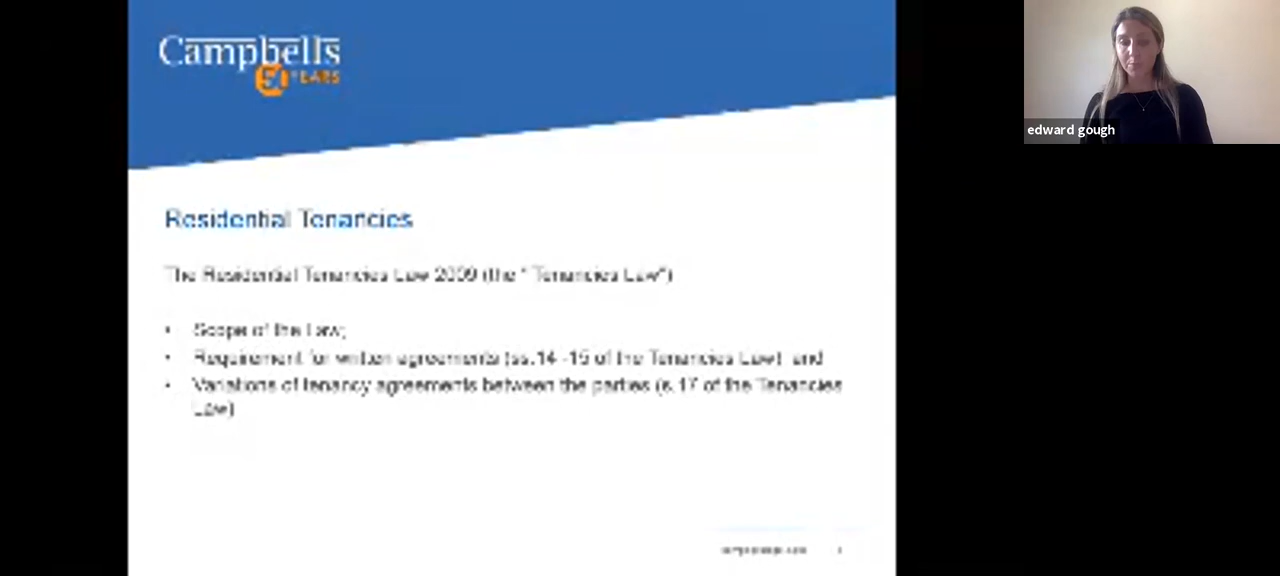 Campbells
50 YEARS
edward gough
Residential Tenancies
The Residential Tenancies Law 2009 (the " Tenancies Law")
• Scope of the Law;
• Requirement for written agreements (ss.14 -15 of the Tenancies Law) and
• Variations of tenancy agreements between the parties (s.17 of the Tenancies
Law)